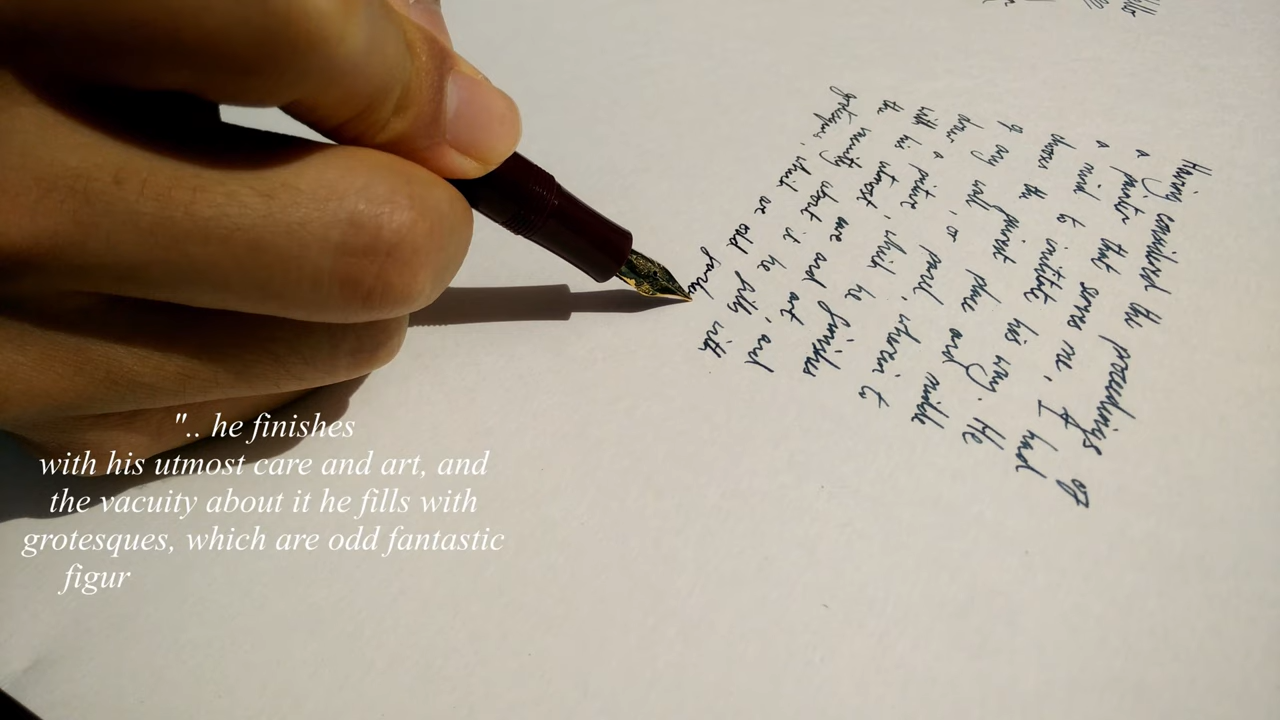 Having considered the proceedings of
a painter that serves me, I had
a mind to imitate his way. He
chooses the fairest place and middle
of any wall, or panel, wherein to
draw a picture, which he finishes
with his utmost care and art, and
the vacuity about it he fills with
grotesques, which are odd
".. he finishes
with his utmost care and art, and
the vacuity about it he fills with
grotesques, which are odd fantastic
figur